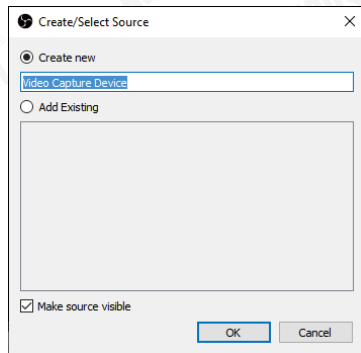 Create/Select Source
Create new
Video Capture Device
Add Existing
Make source visible
OK Cancel